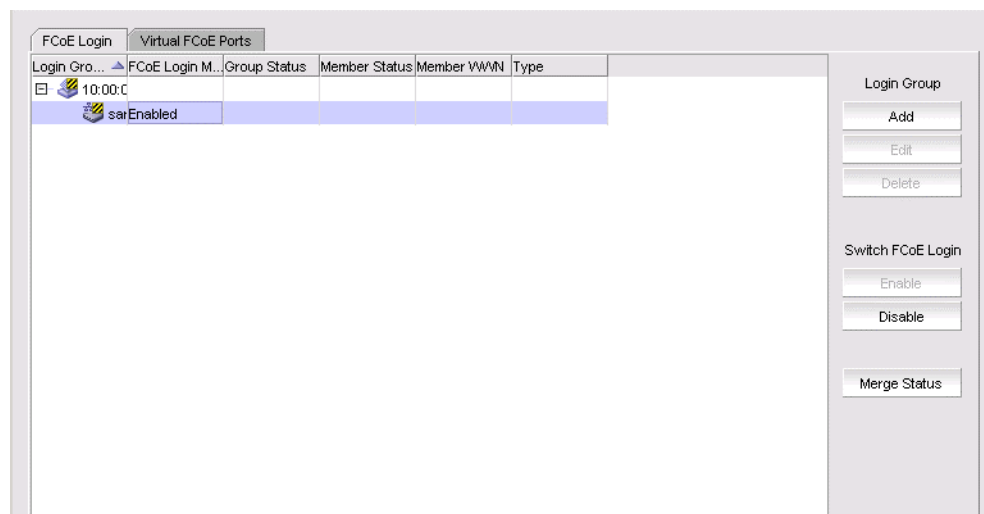 FCoE Login Virtual FCoE Ports
Login Gro... FCoE Login M... Group Status Member Status Member WWN Type
10:00:0
sar Enabled
Login Group
Add
Edit
Delete
Switch FCoE Login
Enable
Disable
Merge Status